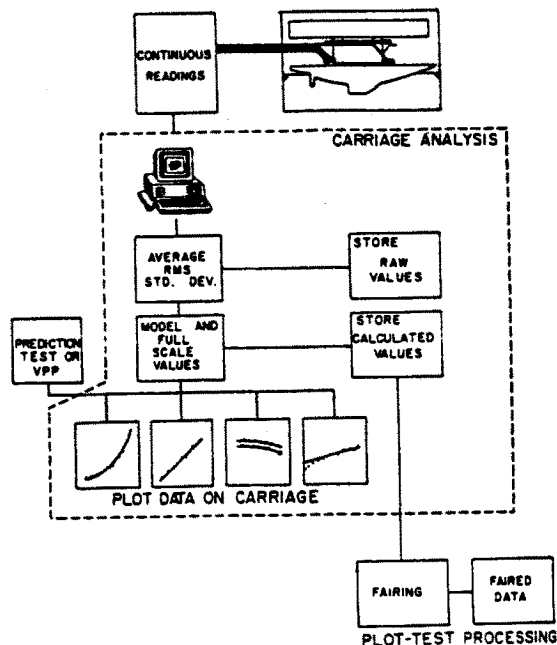 CONTINUOUS
READINGS
CARRIAGE ANALYSIS
AVERAGE
RMS
STD. DEV.
STORE
RAW
VALUES
MODEL AND
FULL
SCALE
VALUES
STORE
CALCULATED
VALUES
PREDICTION
TEST OR
VPP
PLOT DATA ON CARRIAGE
FAIRING
FAIRED
DATA
PLOT-TEST PROCESSING